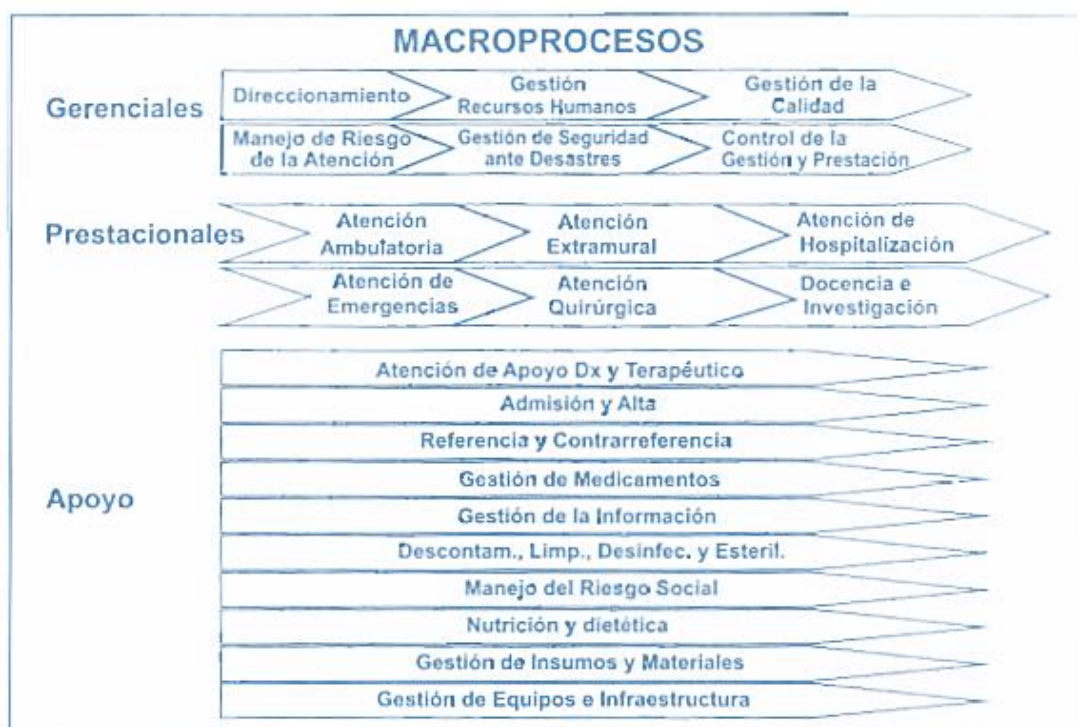 MACROPROCESOS
Gerenciales
Direccionamiento
Gestión
Recursos Humanos
Gestión de la
Calidad
Manejo de Riesgo
de la Atención
Gestión de Seguridad
ante Desastres
Control de la
Gestión y Prestación
Prestacionales
Atención
Ambulatoria
Atención
Extramural
Atención de
Hospitalización
Atención de
Emergencias
Atención
Quirúrgica
Docencia e
Investigación
Apoyo
Atención de Apoyo Dx y Terapéutico
Admisión y Alta
Referencia y Contrarreferencia
Gestión de Medicamentos
Gestión de la Información
Descontam., Limp., Desinfec. y Esteril.
Manejo del Riesgo Social
Nutrición y dietética
Gestión de Insumos y Materiales
Gestión de Equipos e Infraestructura